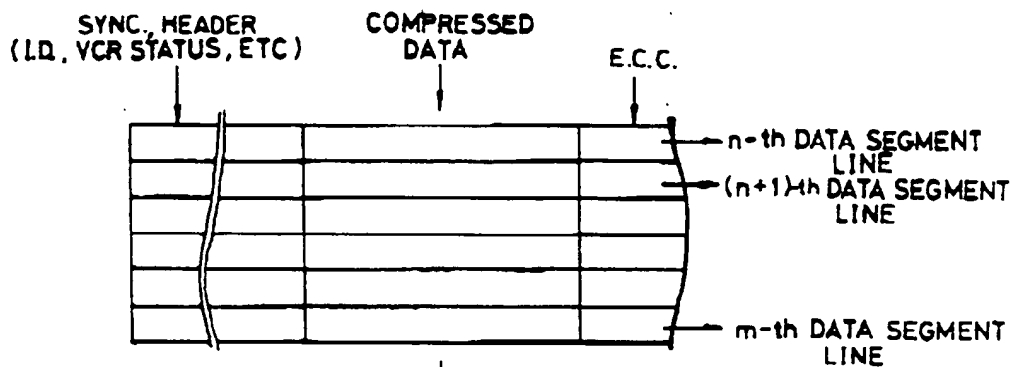 SYNC., HEADER
(I.D., VCR STATUS, ETC)
COMPRESSED
DATA
E.C.C.
n-th DATA SEGMENT
LINE
(n+1)-th DATA SEGMENT
LINE
m-th DATA SEGMENT
LINE